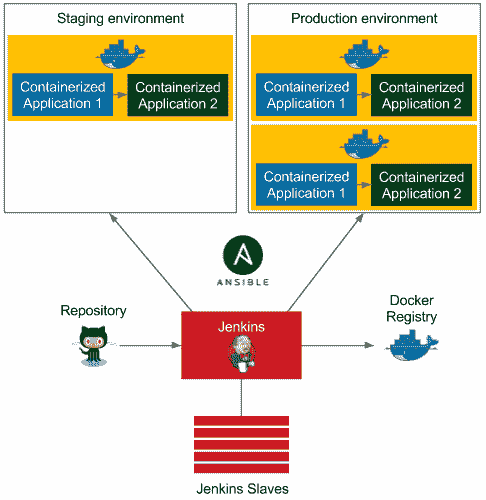 Staging environment
Production environment
Containerized
Application 1
Containerized
Application 2
Containerized
Application 1
Containerized
Application 2
Containerized
Application 1
Containerized
Application 2
ANSIBLE
Repository
Jenkins
Docker
Registry
Jenkins Slaves